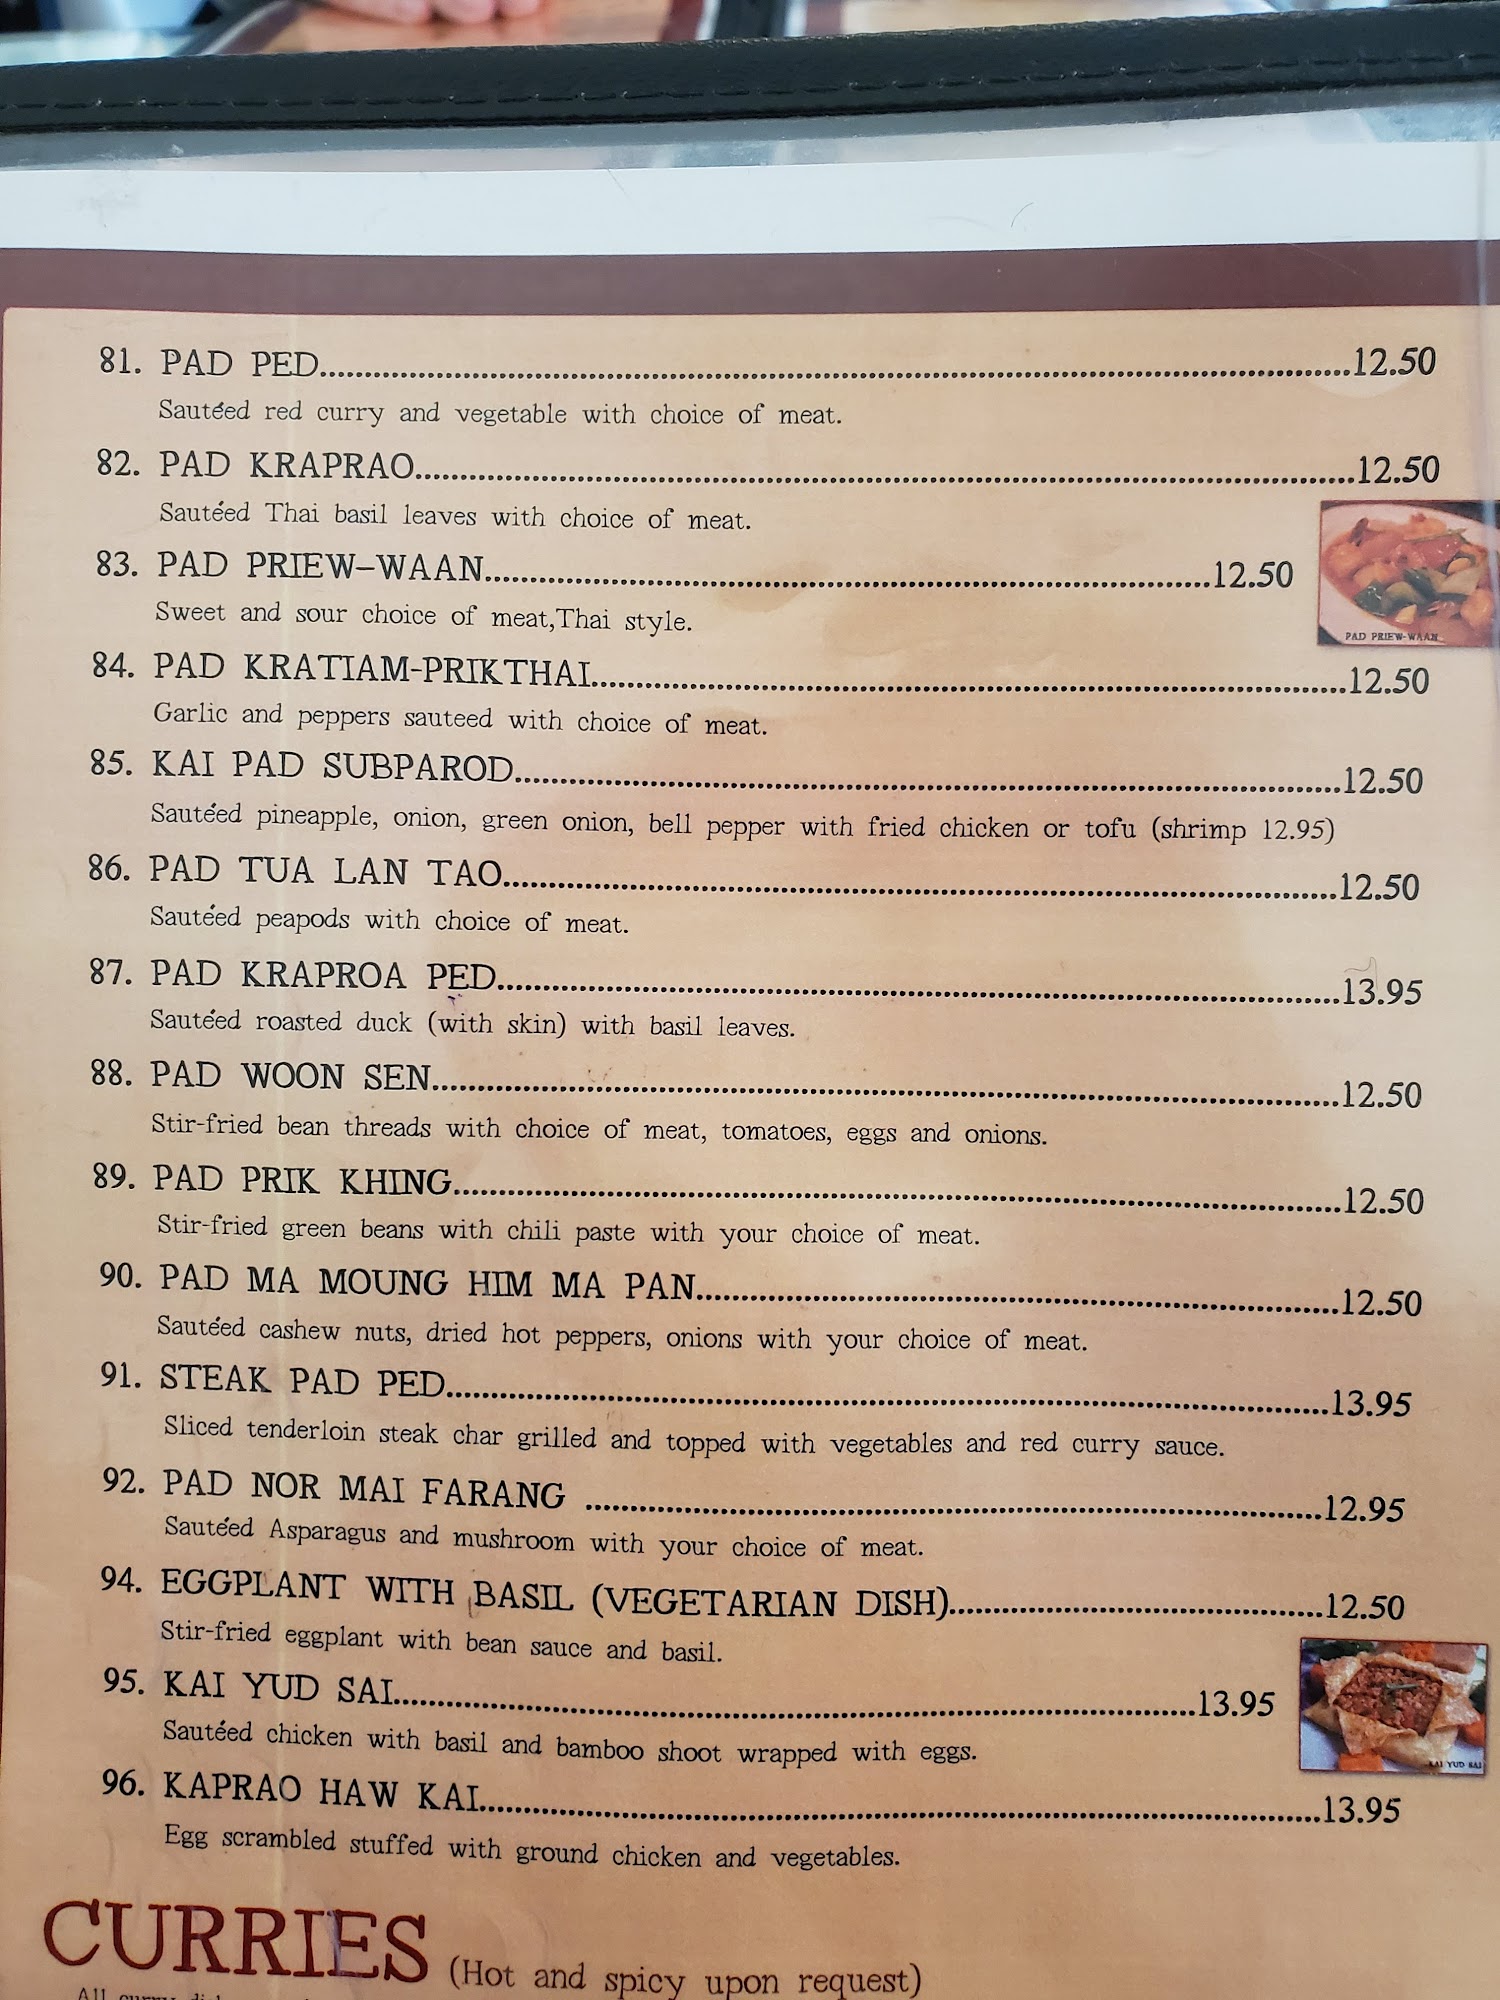 81. PAD PED..........12.50
Sautéed red curry and vegetable with choice of meat.
82. PAD KRAPRAO..........12.50
Sautéed Thai basil leaves with choice of meat.
83. PAD PRIEW-WAAN..........12.50
Sweet and sour choice of meat,Thai style.
PAD PRIEW-WAAN
84. PAD KRATIAM-PRIKTHAI..........12.50
Garlic and peppers sauteed with choice of meat.
85. KAI PAD SUBPAROD..........12.50
Sautéed pineapple, onion, green onion, bell pepper with fried chicken or tofu (shrimp 12.95)
86. PAD TUA LAN TAO..........12.50
Sautéed peapods with choice of meat.
87. PAD KRAPROA PED..........13.95
Sautéed roasted duck (with skin) with basil leaves.
88. PAD WOON SEN..........12.50
Stir-fried bean threads with choice of meat, tomatoes, eggs and onions.
89. PAD PRIK KHING..........12.50
Stir-fried green beans with chili paste with your choice of meat.
90. PAD MA MOUNG HIM MA PAN..........12.50
Sautéed cashew nuts, dried hot peppers, onions with your choice of meat.
91. STEAK PAD PED..........13.95
Sliced tenderloin steak char grilled and topped with vegetables and red curry sauce.
92. PAD NOR MAI FARANG ..........12.95
Sautéed Asparagus and mushroom with your choice of meat.
94. EGGPLANT WITH BASIL (VEGETARIAN DISH)..........12.50
Stir-fried eggplant with bean sauce and basil.
95. KAI YUD SAI..........13.95
Sautéed chicken with basil and bamboo shoot wrapped with eggs.
KAI YUD SAI
96. KAPRAO HAW KAI..........13.95
Egg scrambled stuffed with ground chicken and vegetables.
CURRIES (Hot and spicy upon request)
All curry